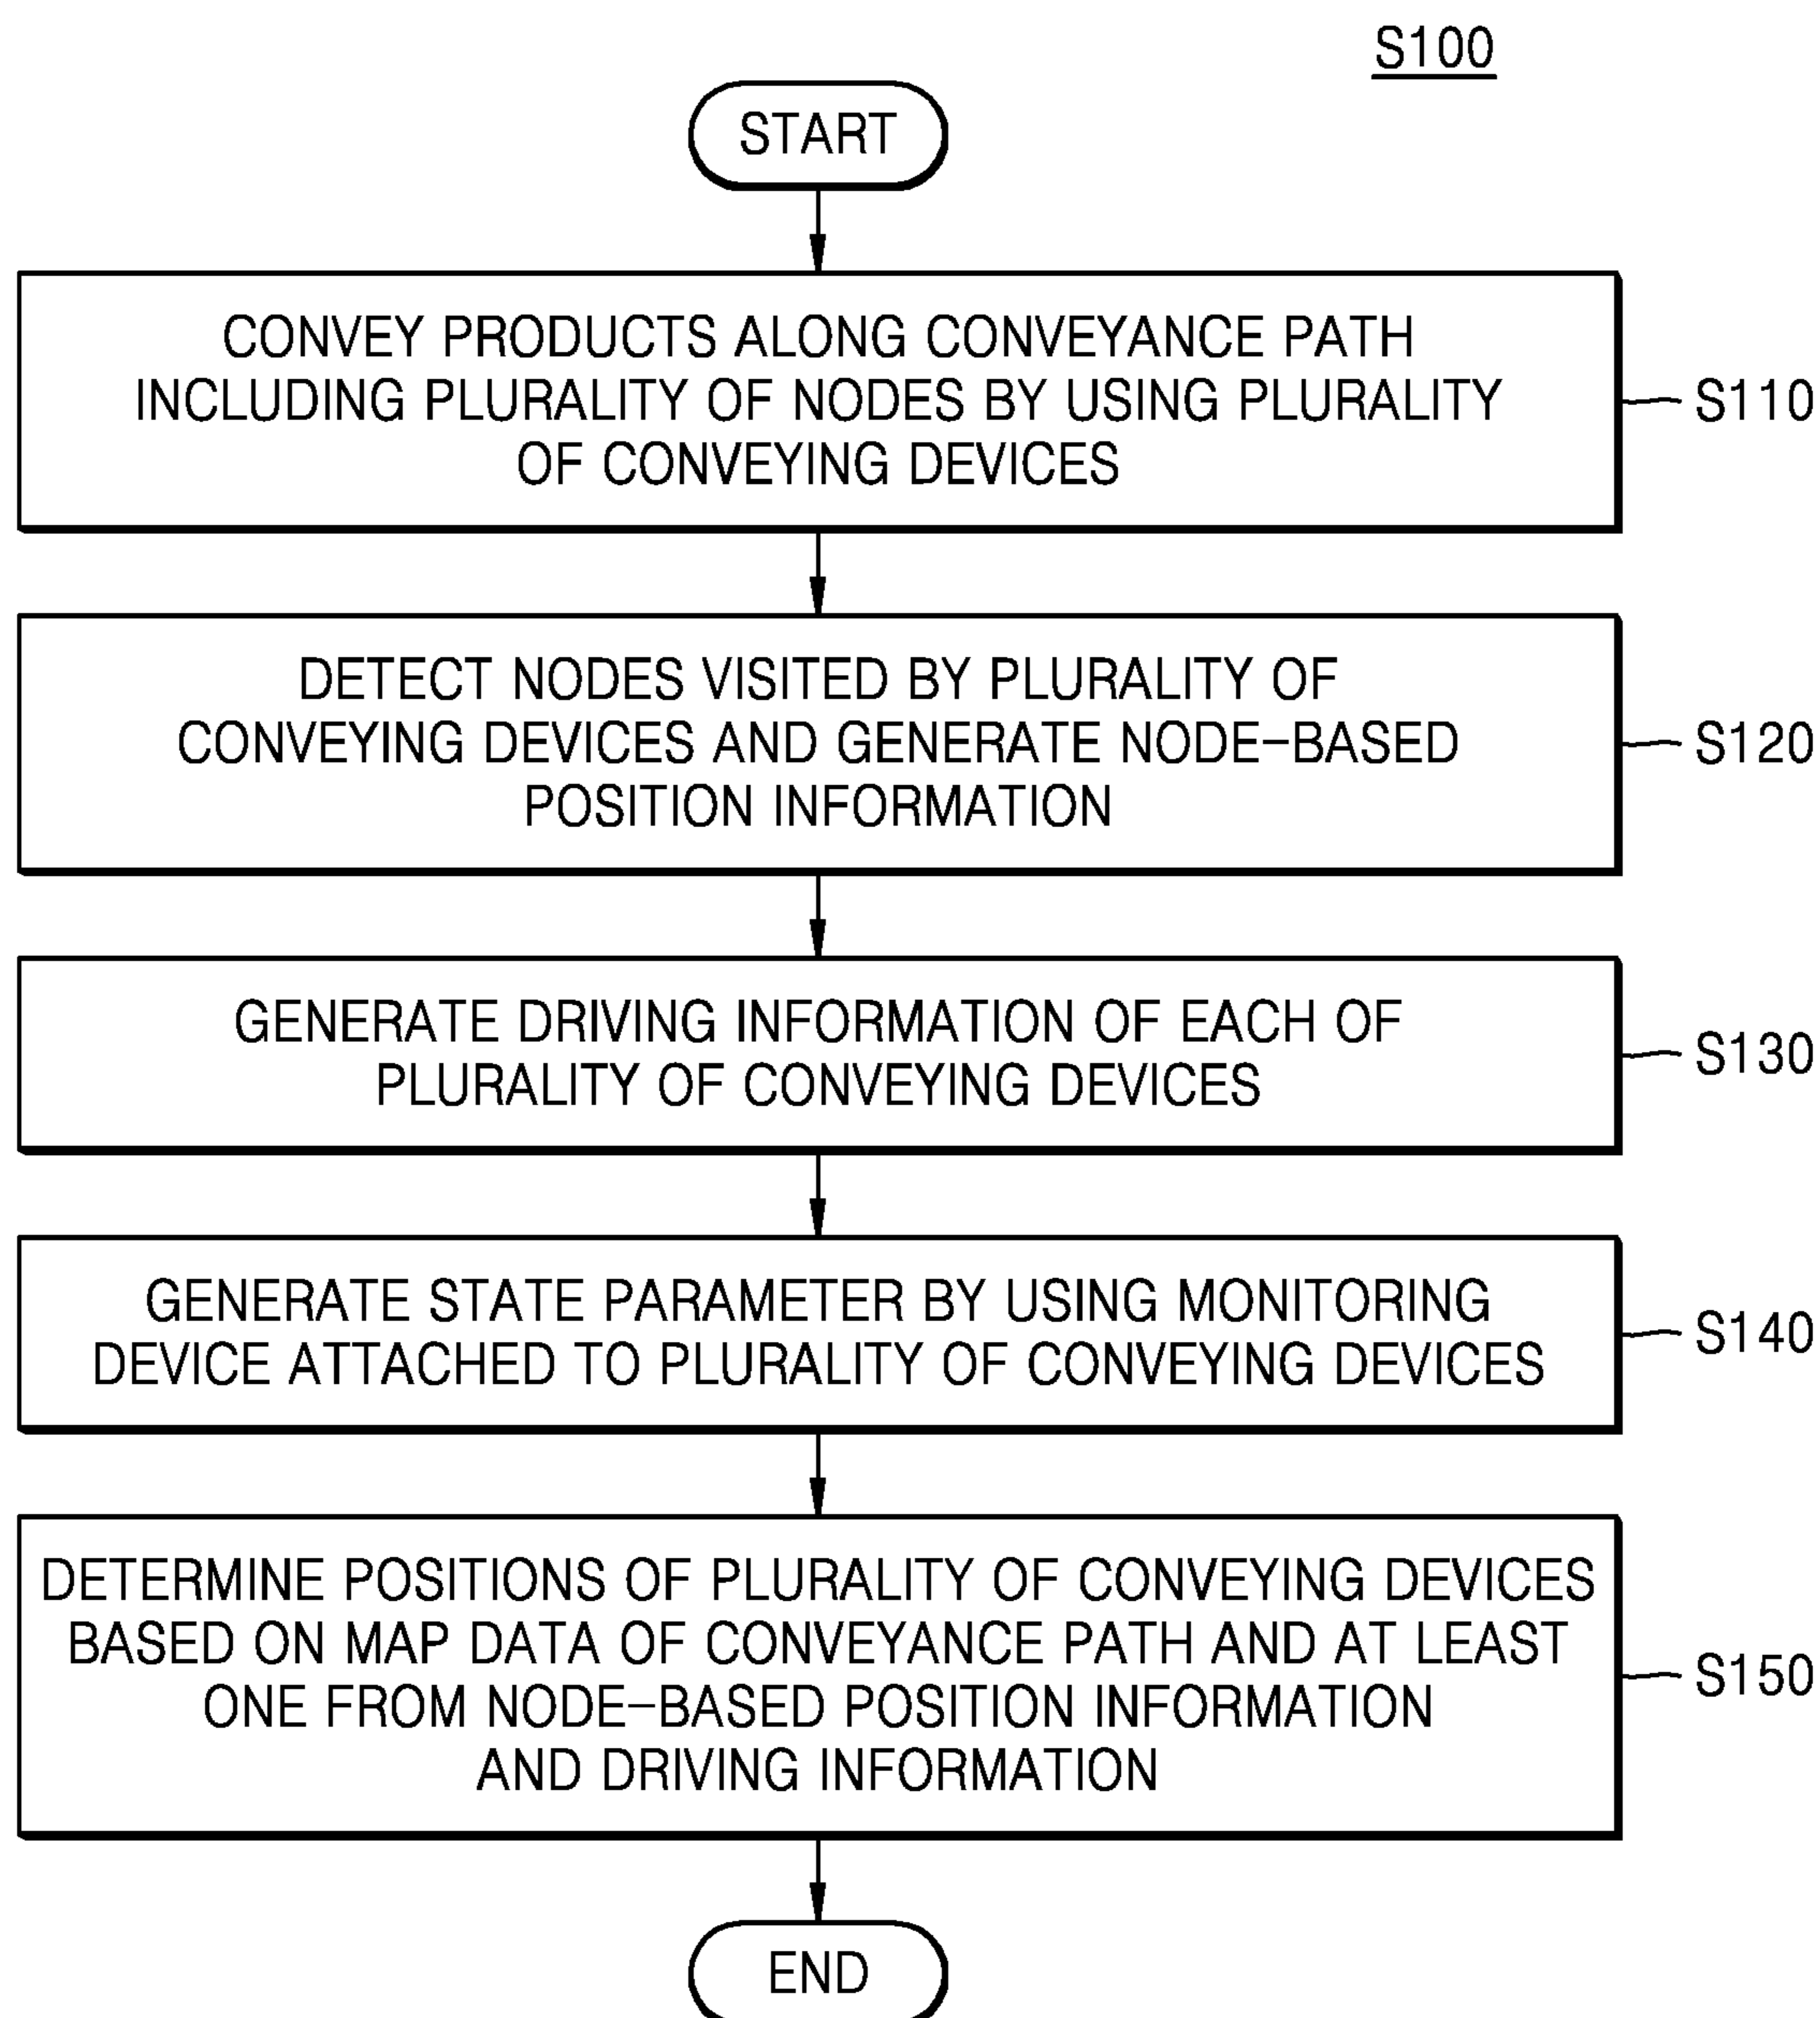 S100
START
CONVEY PRODUCTS ALONG CONVEYANCE PATH
INCLUDING PLURALITY OF NODES BY USING PLURALITY
OF CONVEYING DEVICES
S110
DETECT NODES VISITED BY PLURALITY OF
CONVEYING DEVICES AND GENERATE NODE-BASED
POSITION INFORMATION
S120
GENERATE DRIVING INFORMATION OF EACH OF
PLURALITY OF CONVEYING DEVICES
S130
GENERATE STATE PARAMETER BY USING MONITORING
DEVICE ATTACHED TO PLURALITY OF CONVEYING DEVICES
S140
DETERMINE POSITIONS OF PLURALITY OF CONVEYING DEVICES
BASED ON MAP DATA OF CONVEYANCE PATH AND AT LEAST
ONE FROM NODE-BASED POSITION INFORMATION
AND DRIVING INFORMATION
S150
END